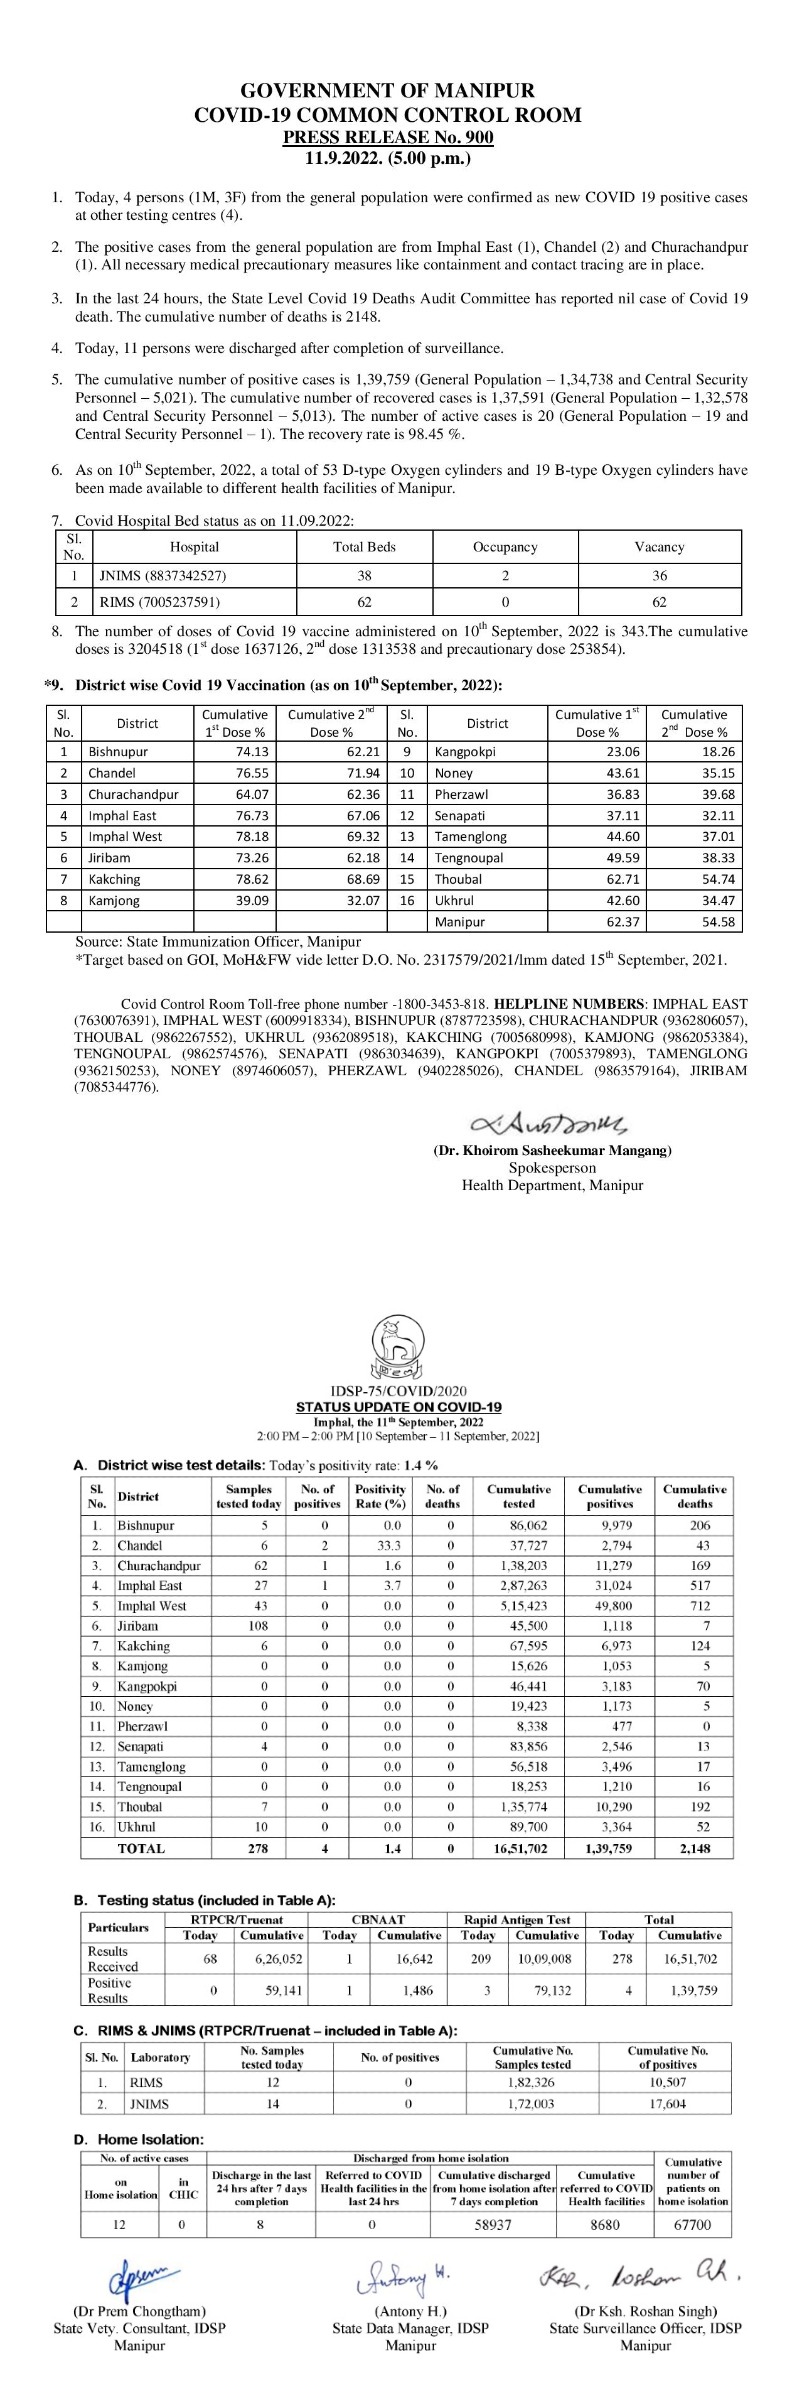 GOVERNMENT OF MANIPUR
COVID-19 COMMON CONTROL ROOM
PRESS RELEASE No. 900
11.9.2022. (5.00 p.m.)
1. Today, 4 persons (1M, 3F) from the general population were confirmed as new COVID 19 positive cases
at other testing centres (4).
2. The positive cases from the general population are from Imphal East (1), Chandel (2) and Churachandpur
(1). All necessary medical precautionary measures like containment and contact tracing are in place.
3. In the last 24 hours, the State Level Covid 19 Deaths Audit Committee has reported nil case of Covid 19
death. The cumulative number of deaths is 2148.
4. Today, 11 persons were discharged after completion of surveillance.
5. The cumulative number of positive cases is 1,39,759 (General Population – 1,34,738 and Central Security
Personnel – 5,021). The cumulative number of recovered cases is 1,37,591 (General Population – 1,32,578
and Central Security Personnel – 5,013). The number of active cases is 20 (General Population – 19 and
Central Security Personnel – 1). The recovery rate is 98.45 %.
6. As on 10th September, 2022, a total of 53 D-type Oxygen cylinders and 19 B-type Oxygen cylinders have
been made available to different health facilities of Manipur.
7. Covid Hospital Bed status as on 11.09.2022:
Sl. No. Hospital Total Beds Occupancy Vacancy
1 JNIMS (8837342527) 38 2 36
2 RIMS (7005237591) 62 0 62
8. The number of doses of Covid 19 vaccine administered on 10th September, 2022 is 343.The cumulative
doses is 3204518 (1st dose 1637126, 2nd dose 1313538 and precautionary dose 253854).
*9. District wise Covid 19 Vaccination (as on 10th September, 2022):
Sl. No. District Cumulative 1st Dose % Cumulative 2nd Dose % Sl. No. District Cumulative 1st Dose % Cumulative 2nd Dose %
1 Bishnupur 74.13 62.21 9 Kangpokpi 23.06 18.26
2 Chandel 76.55 71.94 10 Noney 43.61 35.15
3 Churachandpur 64.07 62.36 11 Pherzawl 36.83 39.68
4 Imphal East 76.73 67.06 12 Senapati 37.11 32.11
5 Imphal West 78.18 69.32 13 Tamenglong 44.60 37.01
6 Jiribam 73.26 62.18 14 Tengnoupal 49.59 38.33
7 Kakching 78.62 68.69 15 Thoubal 62.71 54.74
8 Kamjong 39.09 32.07 16 Ukhrul 42.60 34.47
Manipur 62.37 54.58
Source: State Immunization Officer, Manipur
*Target based on GOI, MoH&FW vide letter D.O. No. 2317579/2021/Imm dated 15th September, 2021.
Covid Control Room Toll-free phone number -1800-3453-818. HELPLINE NUMBERS: IMPHAL EAST
(7630076391), IMPHAL WEST (6009918334), BISHNUPUR (8787723598), CHURACHANDPUR (9362806057),
THOUBAL (9862267552), UKHRUL (9362089518), KAKCHING (7005680998), KAMJONG (9862053384),
TENGNOUPAL (9862574576), SENAPATI (9863034639), KANGPOKPI (7005379893), TAMENGLONG
(9362150253), NONEY (8974606057), PHERZAWL (9402285026), CHANDEL (9863579164), JIRIBAM
(7085344776).
(Dr. Khoirom Sasheekumar Mangang)
Spokesperson
Health Department, Manipur
IDSP-75/COVID/2020
STATUS UPDATE ON COVID-19
Imphal, the 11th September, 2022
2:00 PM – 2:00 PM [10 September – 11 September, 2022]
A. District wise test details: Today's positivity rate: 1.4 %
Sl. No. District Samples tested today No. of positives Positivity Rate (%) No. of deaths Cumulative tested Cumulative positives Cumulative deaths
1. Bishnupur 5 0 0.0 0 86,062 9,979 206
2. Chandel 6 2 33.3 0 37,727 2,794 43
3. Churachandpur 62 1 1.6 0 1,38,203 11,279 169
4. Imphal East 27 1 3.7 0 2,87,263 31,024 517
5. Imphal West 43 0 0.0 0 5,15,423 49,800 712
6. Jiribam 108 0 0.0 0 45,500 1,118 7
7. Kakching 6 0 0.0 0 67,595 6,973 124
8. Kamjong 0 0 0.0 0 15,626 1,053 5
9. Kangpokpi 0 0 0.0 0 46,441 3,183 70
10. Noney 0 0 0.0 0 19,423 1,173 5
11. Pherzawl 0 0 0.0 0 8,338 477 0
12. Senapati 4 0 0.0 0 83,856 2,546 13
13. Tamenglong 0 0 0.0 0 56,518 3,496 17
14. Tengnoupal 0 0 0.0 0 18,253 1,210 16
15. Thoubal 7 0 0.0 0 1,35,774 10,290 192
16. Ukhrul 10 0 0.0 0 89,700 3,364 52
TOTAL 278 4 1.4 0 16,51,702 1,39,759 2,148
B. Testing status (included in Table A):
Particulars RTPCR/Truenat CBNAAT Rapid Antigen Test Total
Today Cumulative Today Cumulative Today Cumulative Today Cumulative
Results Received 68 6,26,052 1 16,642 209 10,09,008 278 16,51,702
Positive Results 0 59,141 1 1,486 3 79,132 4 1,39,759
C. RIMS & JNIMS (RTPCR/Truenat – included in Table A):
Sl. No. Laboratory No. Samples tested today No. of positives Cumulative No. Samples tested Cumulative No. of positives
1. RIMS 12 0 1,82,326 10,507
2. JNIMS 14 0 1,72,003 17,604
D. Home Isolation:
No. of active cases Discharged from home isolation Cumulative number of patients on home isolation
on Home isolation in CHIC Discharge in the last 24 hrs after 7 days completion Referred to COVID Health facilities in the last 24 hrs Cumulative discharged from home isolation after 7 days completion Cumulative referred to COVID Health facilities
12 0 8 0 58937 8680 67700
Antony H.
(Dr Prem Chongtham) (Antony H.) (Dr Ksh. Roshan Singh)
State Vety. Consultant, IDSP State Data Manager, IDSP State Surveillance Officer, IDSP
Manipur Manipur Manipur